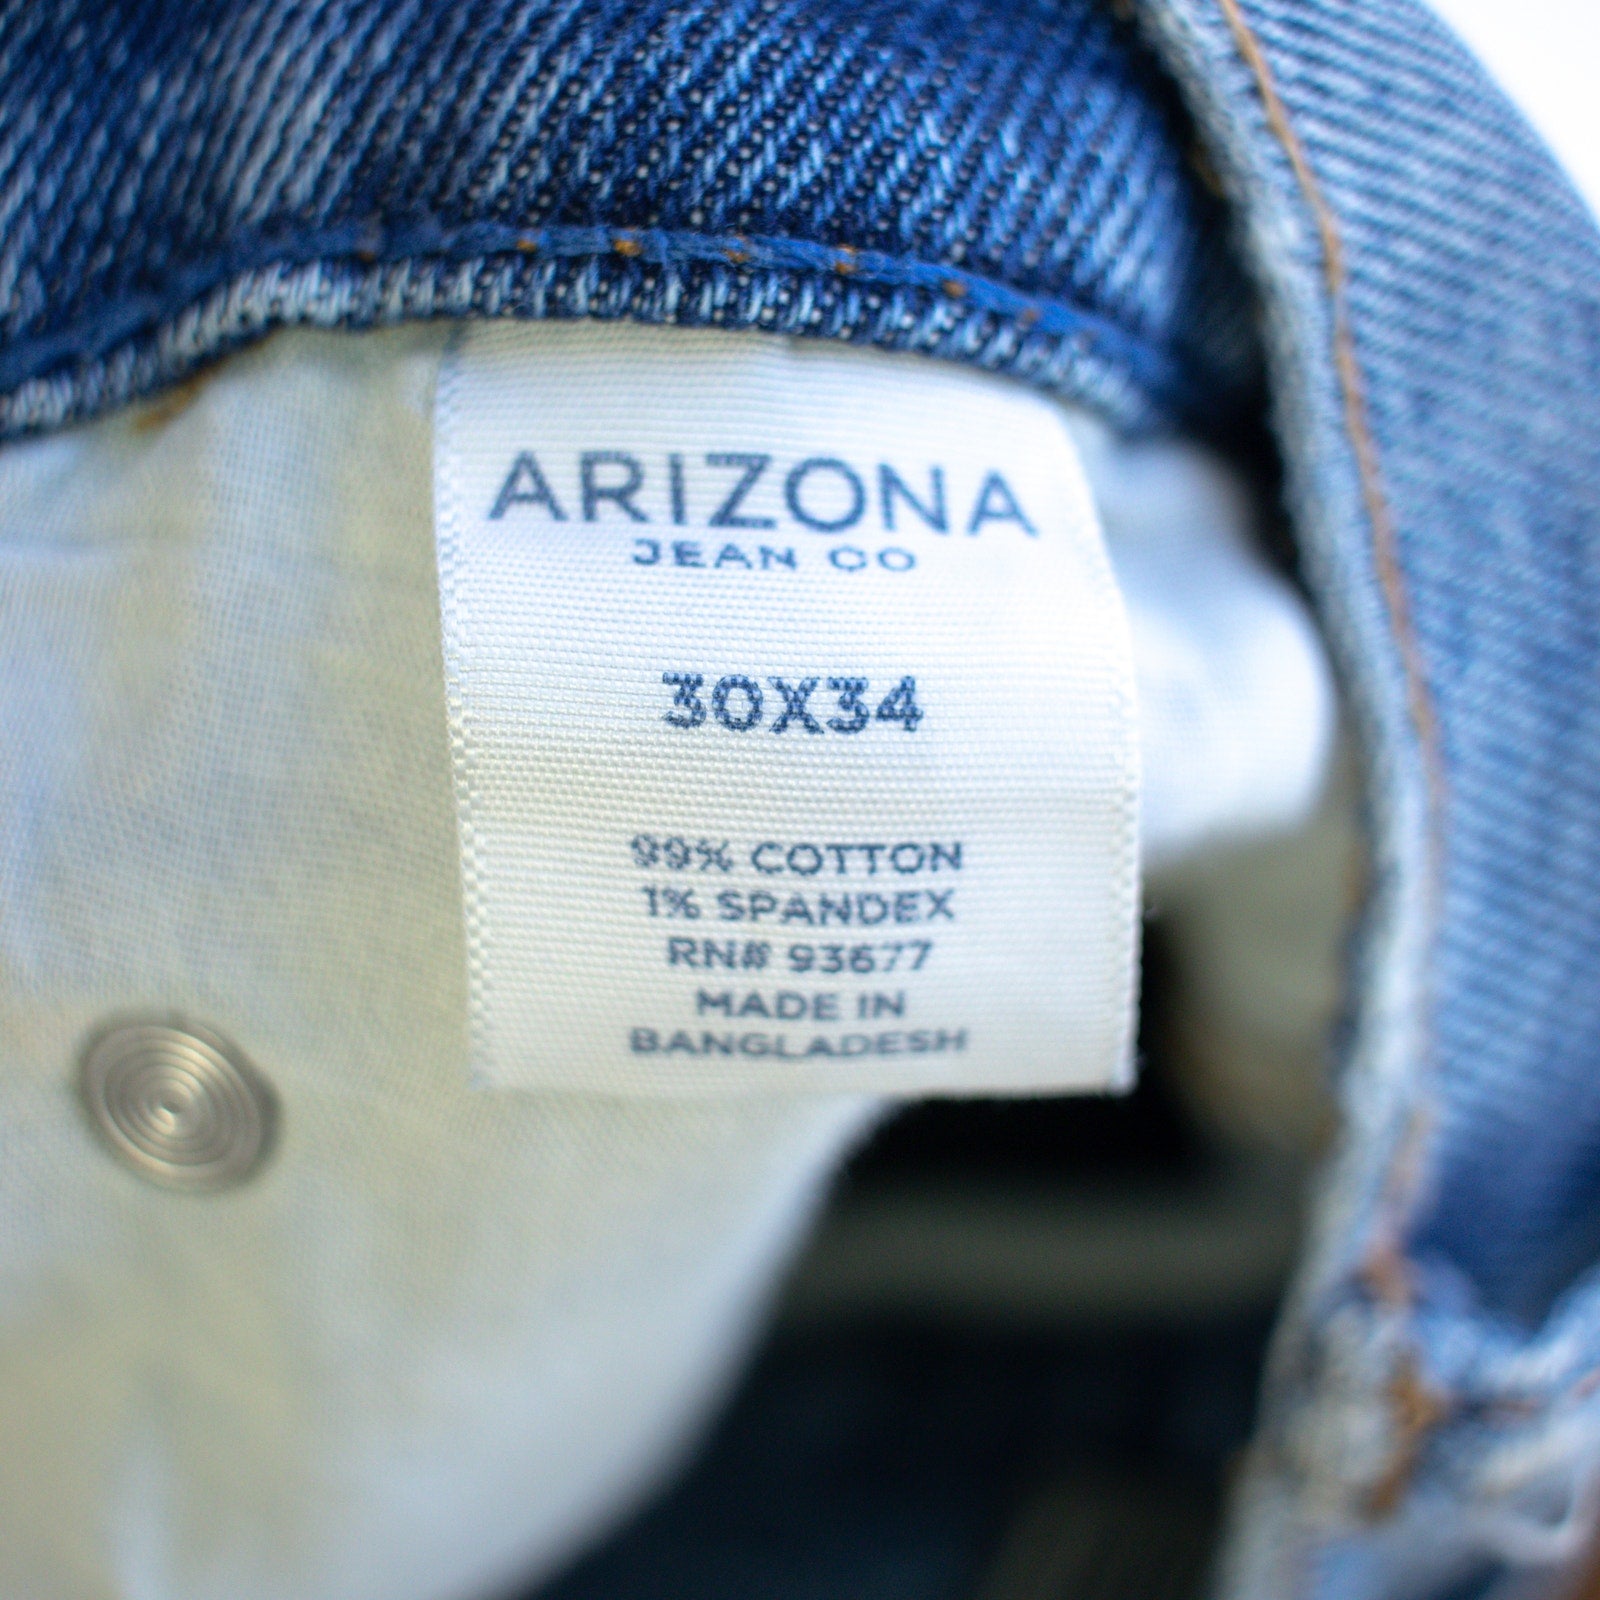 ARIZONA
JEAN CO
30X34
99% COTTON
1% SPANDEX
RN# 93677
MADE IN
BANGLADESH